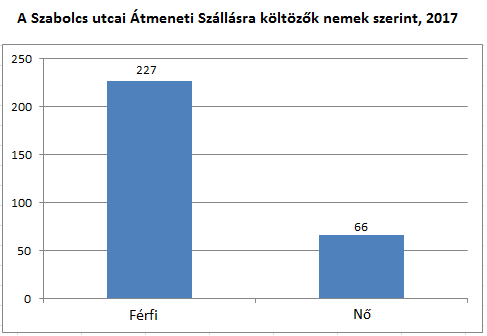 A Szabolcs utcai Átmeneti Szállásra költözők nemek szerint, 2017
250
200
150
100
50
0
227
66
Férfi
Nő